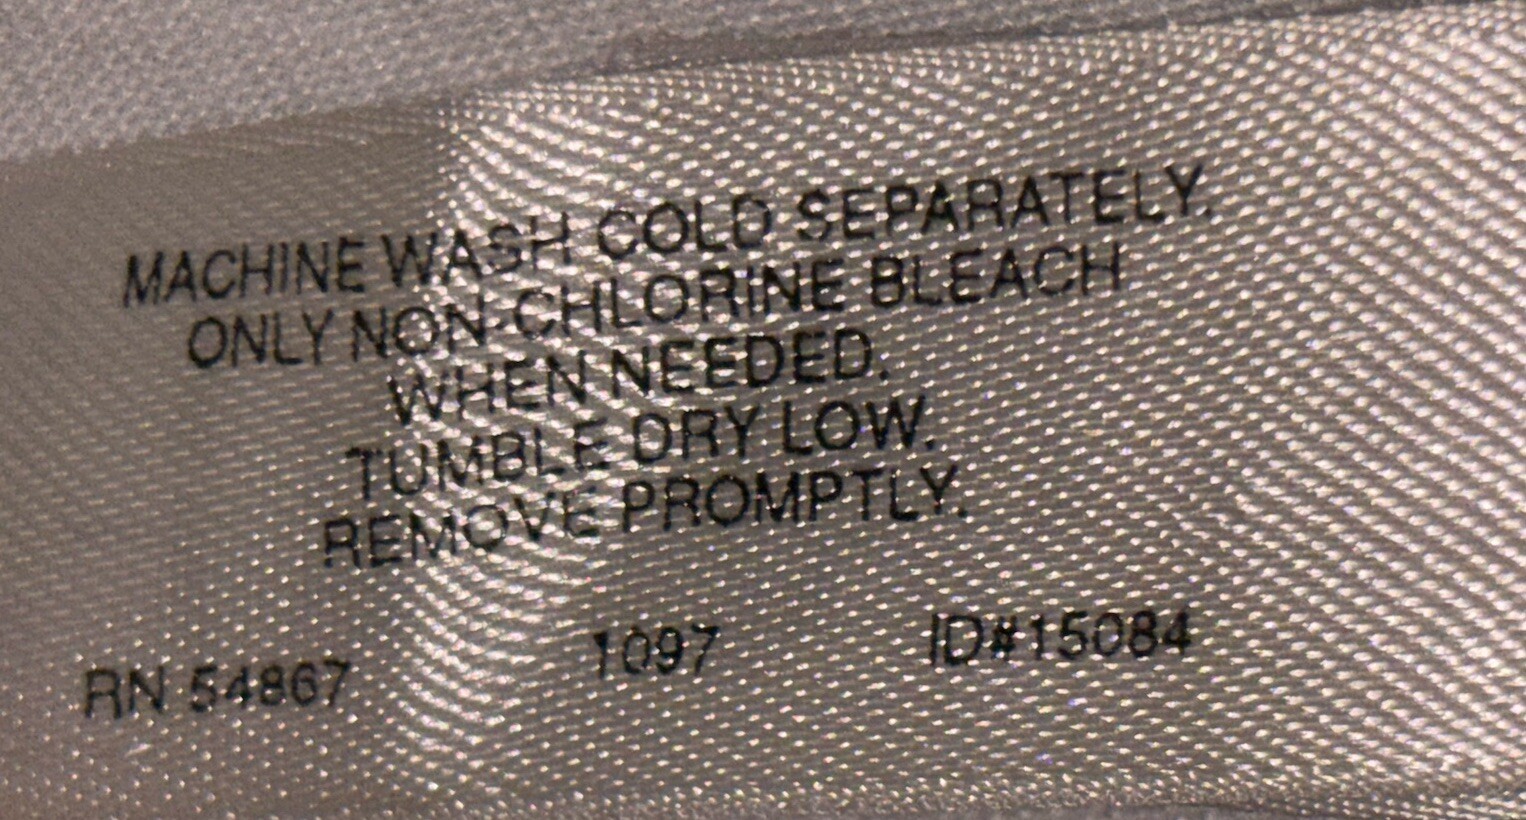 MACHINE WASH COLD SEPARATELY.
ONLY NON-CHLORINE BLEACH
WHEN NEEDED.
TUMBLE DRY LOW.
REMOVE PROMPTLY.
RN 54867 1097 ID#15084